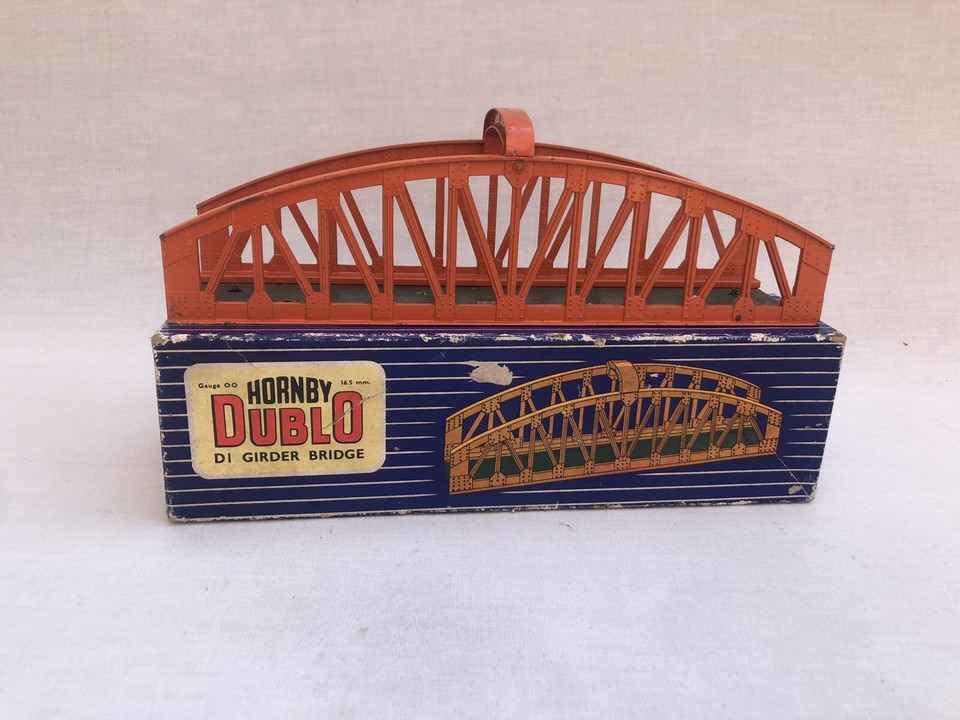 Gauge OO
HORNBY
16.5 mm.
DUBLO
D1 GIRDER BRIDGE